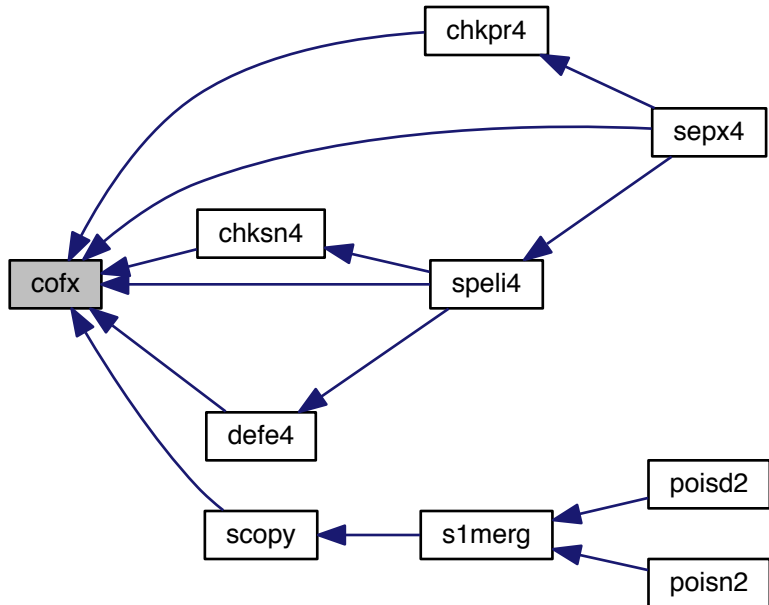 chkpr4
sepx4
chksn4
cofx
speli4
defe4
poisd2
scopy
s1merg
poisn2